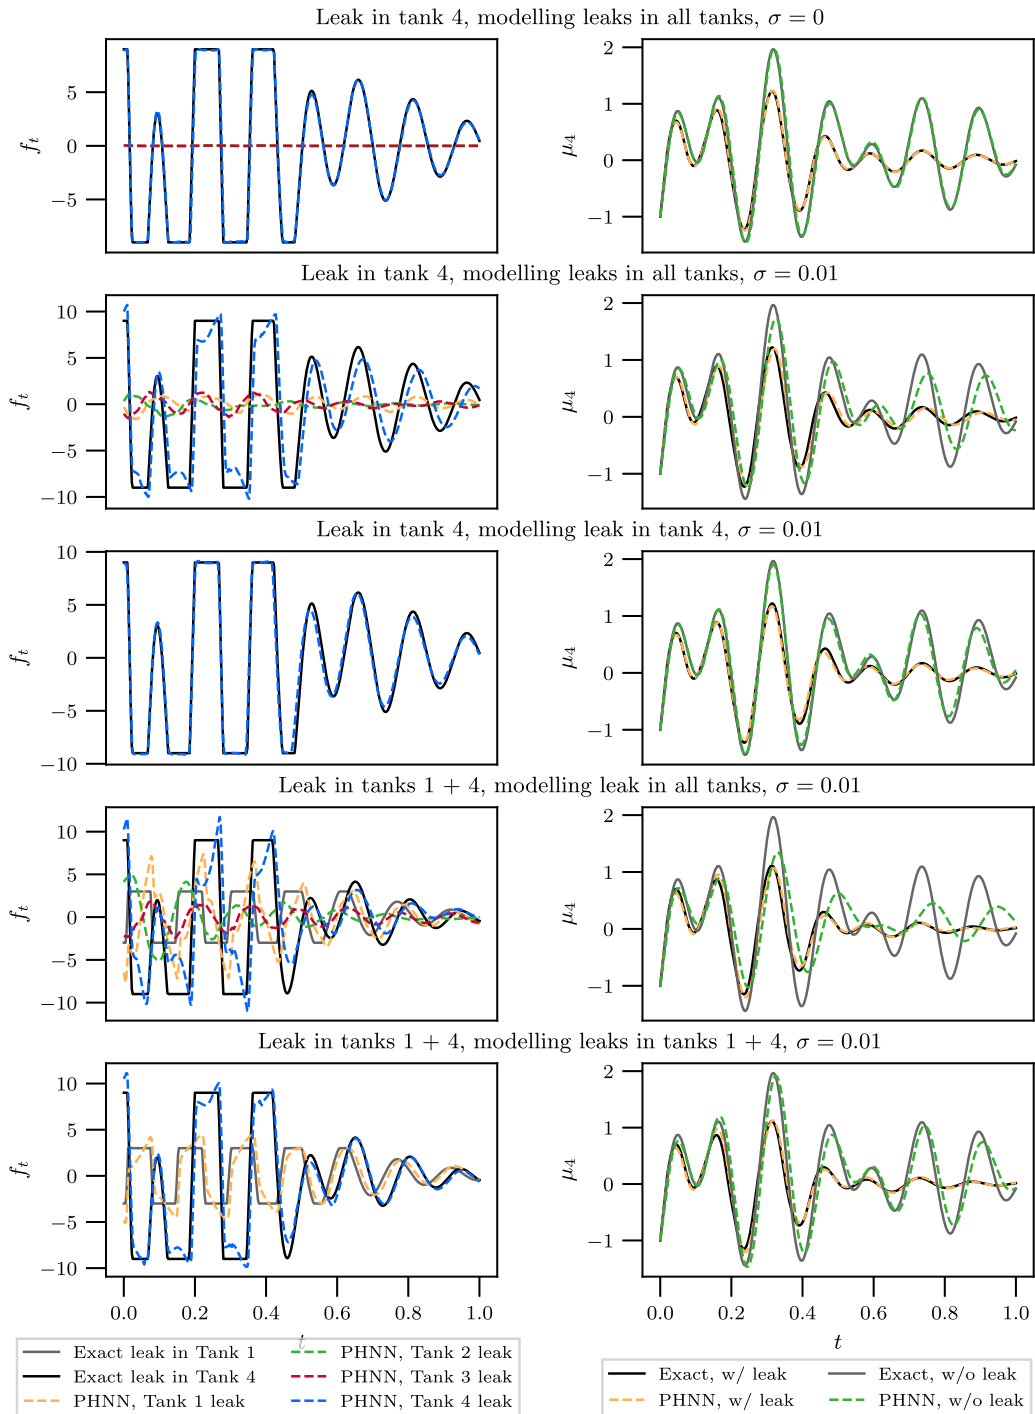 Leak in tank 4, modelling leaks in all tanks, σ = 0
5
0
−5
f_t
2
1
0
−1
μ_4
Leak in tank 4, modelling leaks in all tanks, σ = 0.01
10
5
0
−5
−10
f_t
2
1
0
−1
μ_4
Leak in tank 4, modelling leak in tank 4, σ = 0.01
10
5
0
−5
−10
f_t
2
1
0
−1
μ_4
Leak in tanks 1 + 4, modelling leak in all tanks, σ = 0.01
10
5
0
−5
−10
f_t
2
1
0
−1
μ_4
Leak in tanks 1 + 4, modelling leaks in tanks 1 + 4, σ = 0.01
10
5
0
−5
−10
f_t
2
1
0
−1
μ_4
0.0 0.2 0.4 0.6 0.8 1.0
t
0.0 0.2 0.4 0.6 0.8 1.0
t
Exact leak in Tank 1
Exact leak in Tank 4
PHNN, Tank 1 leak
PHNN, Tank 2 leak
PHNN, Tank 3 leak
PHNN, Tank 4 leak
Exact, w/ leak
PHNN, w/ leak
Exact, w/o leak
PHNN, w/o leak